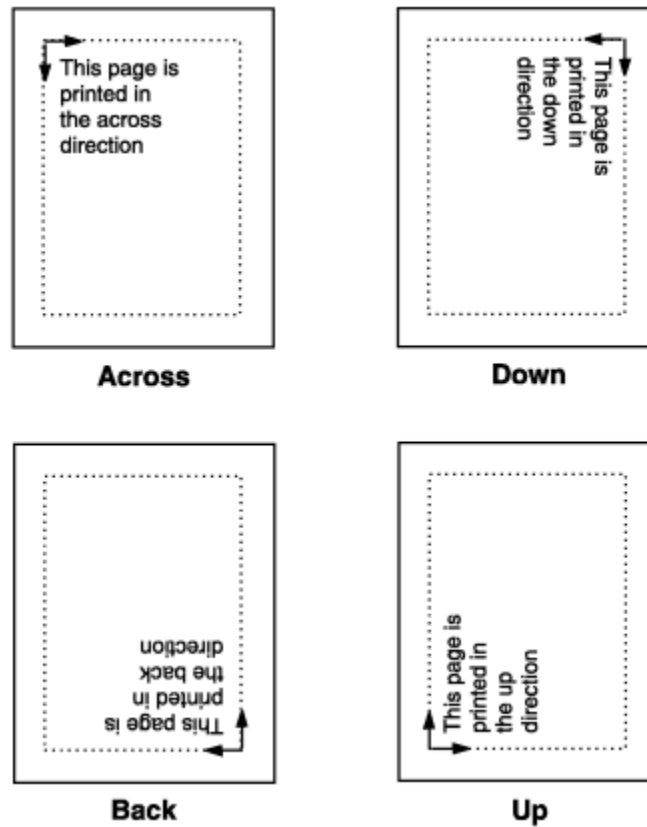 This page is
printed in
the across
direction
Across
This page is
printed in
the down
direction
Down
This page is
printed in
the back
direction
Back
This page is
printed in
the up
direction
Up